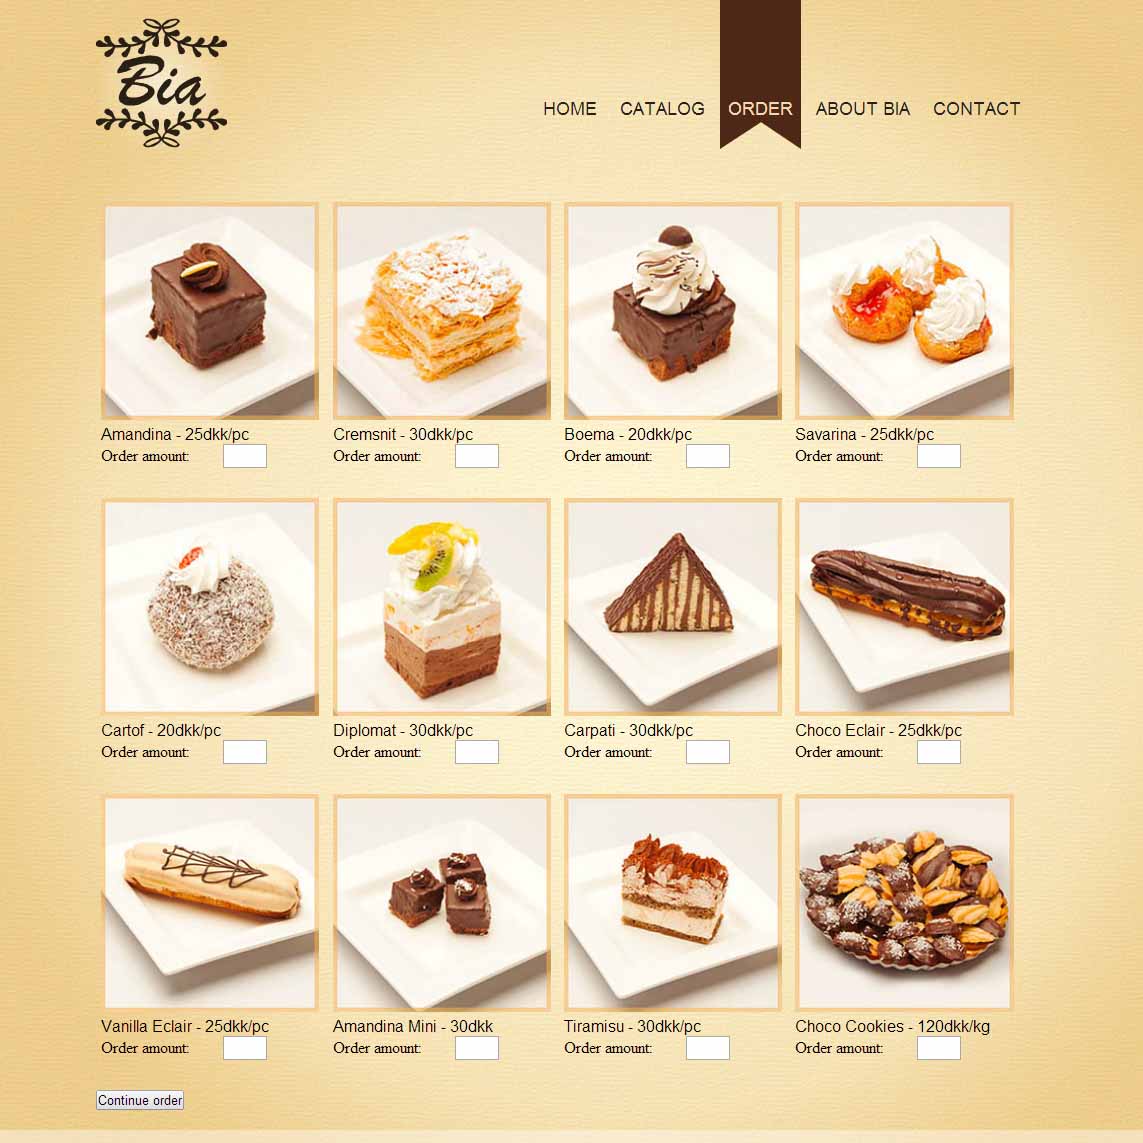 Bia
HOME CATALOG ORDER ABOUT BIA CONTACT
Amandina - 25dkk/pc Cremsnit - 30dkk/pc Boema - 20dkk/pc Savarina - 25dkk/pc
Order amount: Order amount: Order amount: Order amount:
Cartof - 20dkk/pc Diplomat - 30dkk/pc Carpati - 30dkk/pc Choco Eclair - 25dkk/pc
Order amount: Order amount: Order amount: Order amount:
Vanilla Eclair - 25dkk/pc Amandina Mini - 30dkk Tiramisu - 30dkk/pc Choco Cookies - 120dkk/kg
Order amount: Order amount: Order amount: Order amount:
Continue order